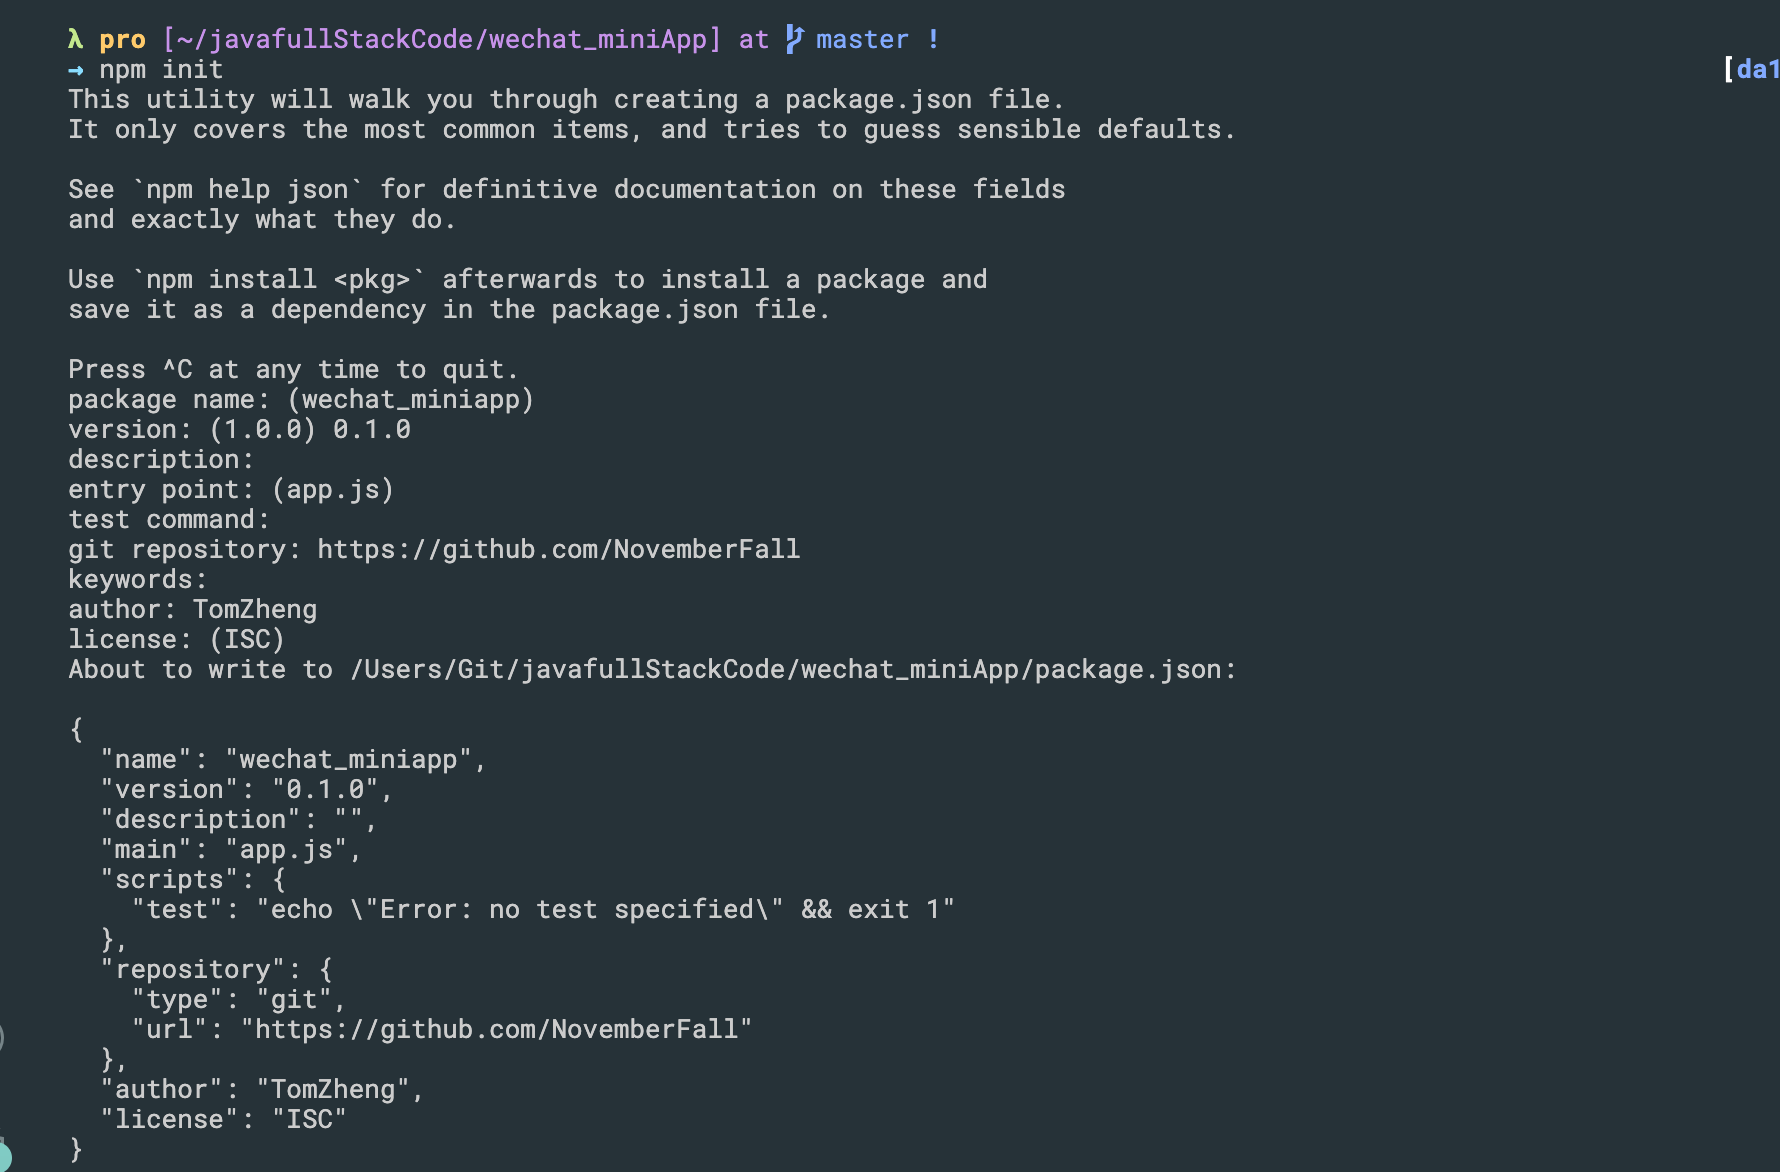 λ pro [~/javafullStackCode/wechat_miniApp] at master !
→ npm init [da1
This utility will walk you through creating a package.json file.
It only covers the most common items, and tries to guess sensible defaults.

See `npm help json` for definitive documentation on these fields
and exactly what they do.

Use `npm install <pkg>` afterwards to install a package and
save it as a dependency in the package.json file.

Press ^C at any time to quit.
package name: (wechat_miniapp)
version: (1.0.0) 0.1.0
description:
entry point: (app.js)
test command:
git repository: https://github.com/NovemberFall
keywords:
author: TomZheng
license: (ISC)
About to write to /Users/Git/javafullStackCode/wechat_miniApp/package.json:

{
  "name": "wechat_miniapp",
  "version": "0.1.0",
  "description": "",
  "main": "app.js",
  "scripts": {
    "test": "echo \"Error: no test specified\" && exit 1"
  },
  "repository": {
    "type": "git",
    "url": "https://github.com/NovemberFall"
  },
  "author": "TomZheng",
  "license": "ISC"
}